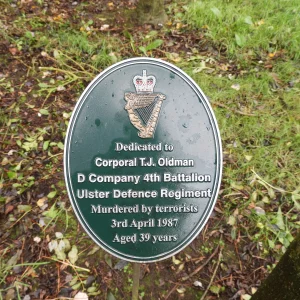 Dedicated to
Corporal T.J. Oldman
D Company 4th Battalion
Ulster Defence Regiment
Murdered by terrorists
3rd April 1987
Aged 39 years